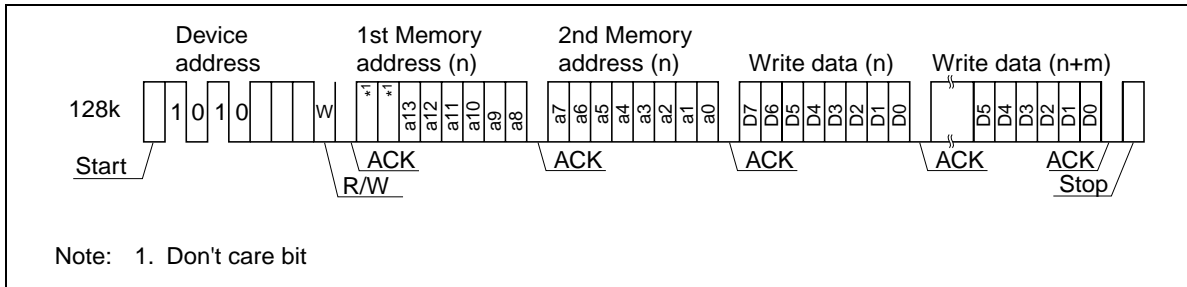 Device address
1st Memory address (n)
2nd Memory address (n)
Write data (n)
Write data (n+m)
128k
1 0 1 0 W *1 *1 a13 a12 a11 a10 a9 a8 a7 a6 a5 a4 a3 a2 a1 a0 D7 D6 D5 D4 D3 D2 D1 D0 D5 D4 D3 D2 D1 D0
Start
ACK
ACK
ACK
ACK
ACK
R/W
Stop
Note: 1. Don't care bit